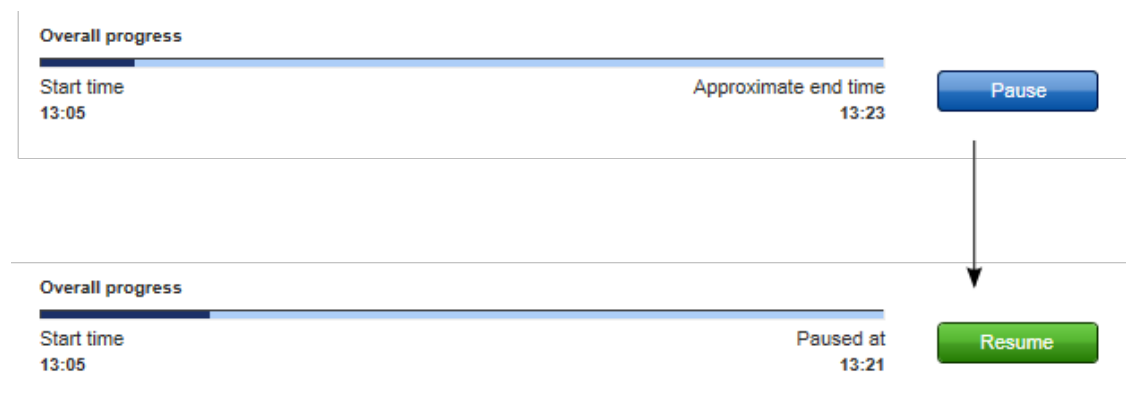 Overall progress
Start time Approximate end time Pause
13:05 13:23
Overall progress
Start time Paused at Resume
13:05 13:21